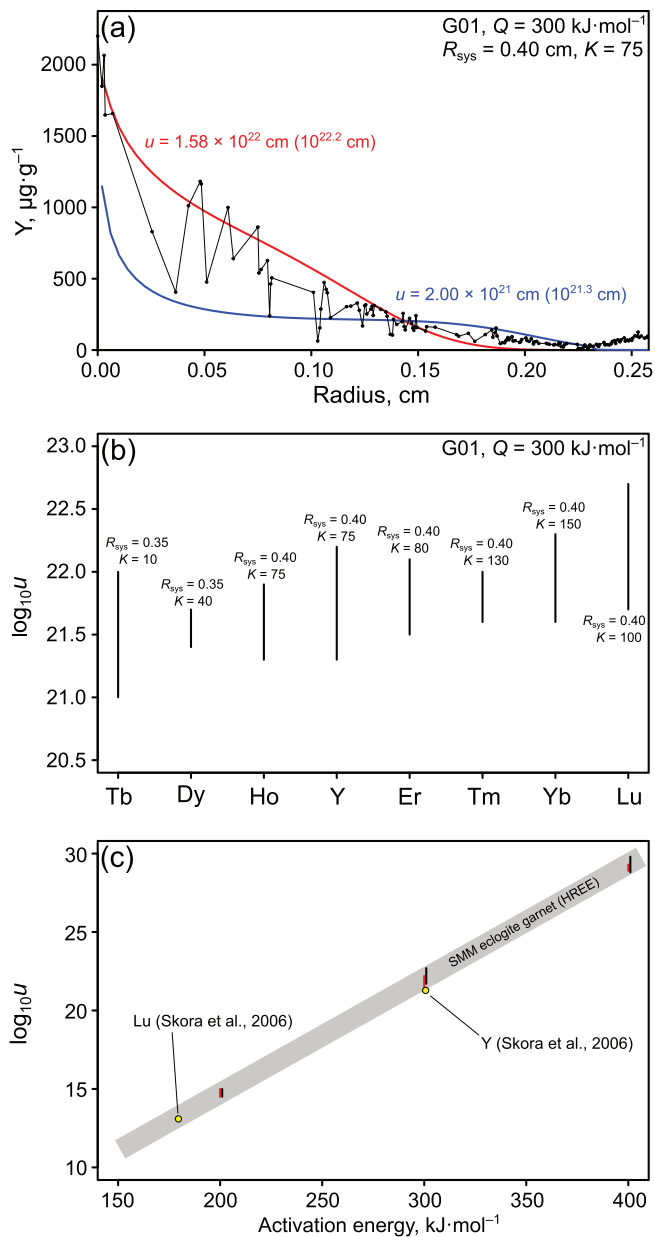 (a)
G01, Q = 300 kJ·mol⁻¹
R_sys = 0.40 cm, K = 75
u = 1.58 × 10²² cm (10²²·² cm)
u = 2.00 × 10²¹ cm (10²¹·³ cm)
Y, μg·g⁻¹
2000
1500
1000
500
0
0.00 0.05 0.10 0.15 0.20 0.25
Radius, cm
(b)
G01, Q = 300 kJ·mol⁻¹
log₁₀u
23.0
22.5
22.0
21.5
21.0
20.5
R_sys = 0.35
K = 10
R_sys = 0.35
K = 40
R_sys = 0.40
K = 75
R_sys = 0.40
K = 75
R_sys = 0.40
K = 80
R_sys = 0.40
K = 130
R_sys = 0.40
K = 150
R_sys = 0.40
K = 100
Tb Dy Ho Y Er Tm Yb Lu
(c)
log₁₀u
30
25
20
15
10
SMM eclogite garnet (HREE)
Lu (Skora et al., 2006)
Y (Skora et al., 2006)
150 200 250 300 350 400
Activation energy, kJ·mol⁻¹